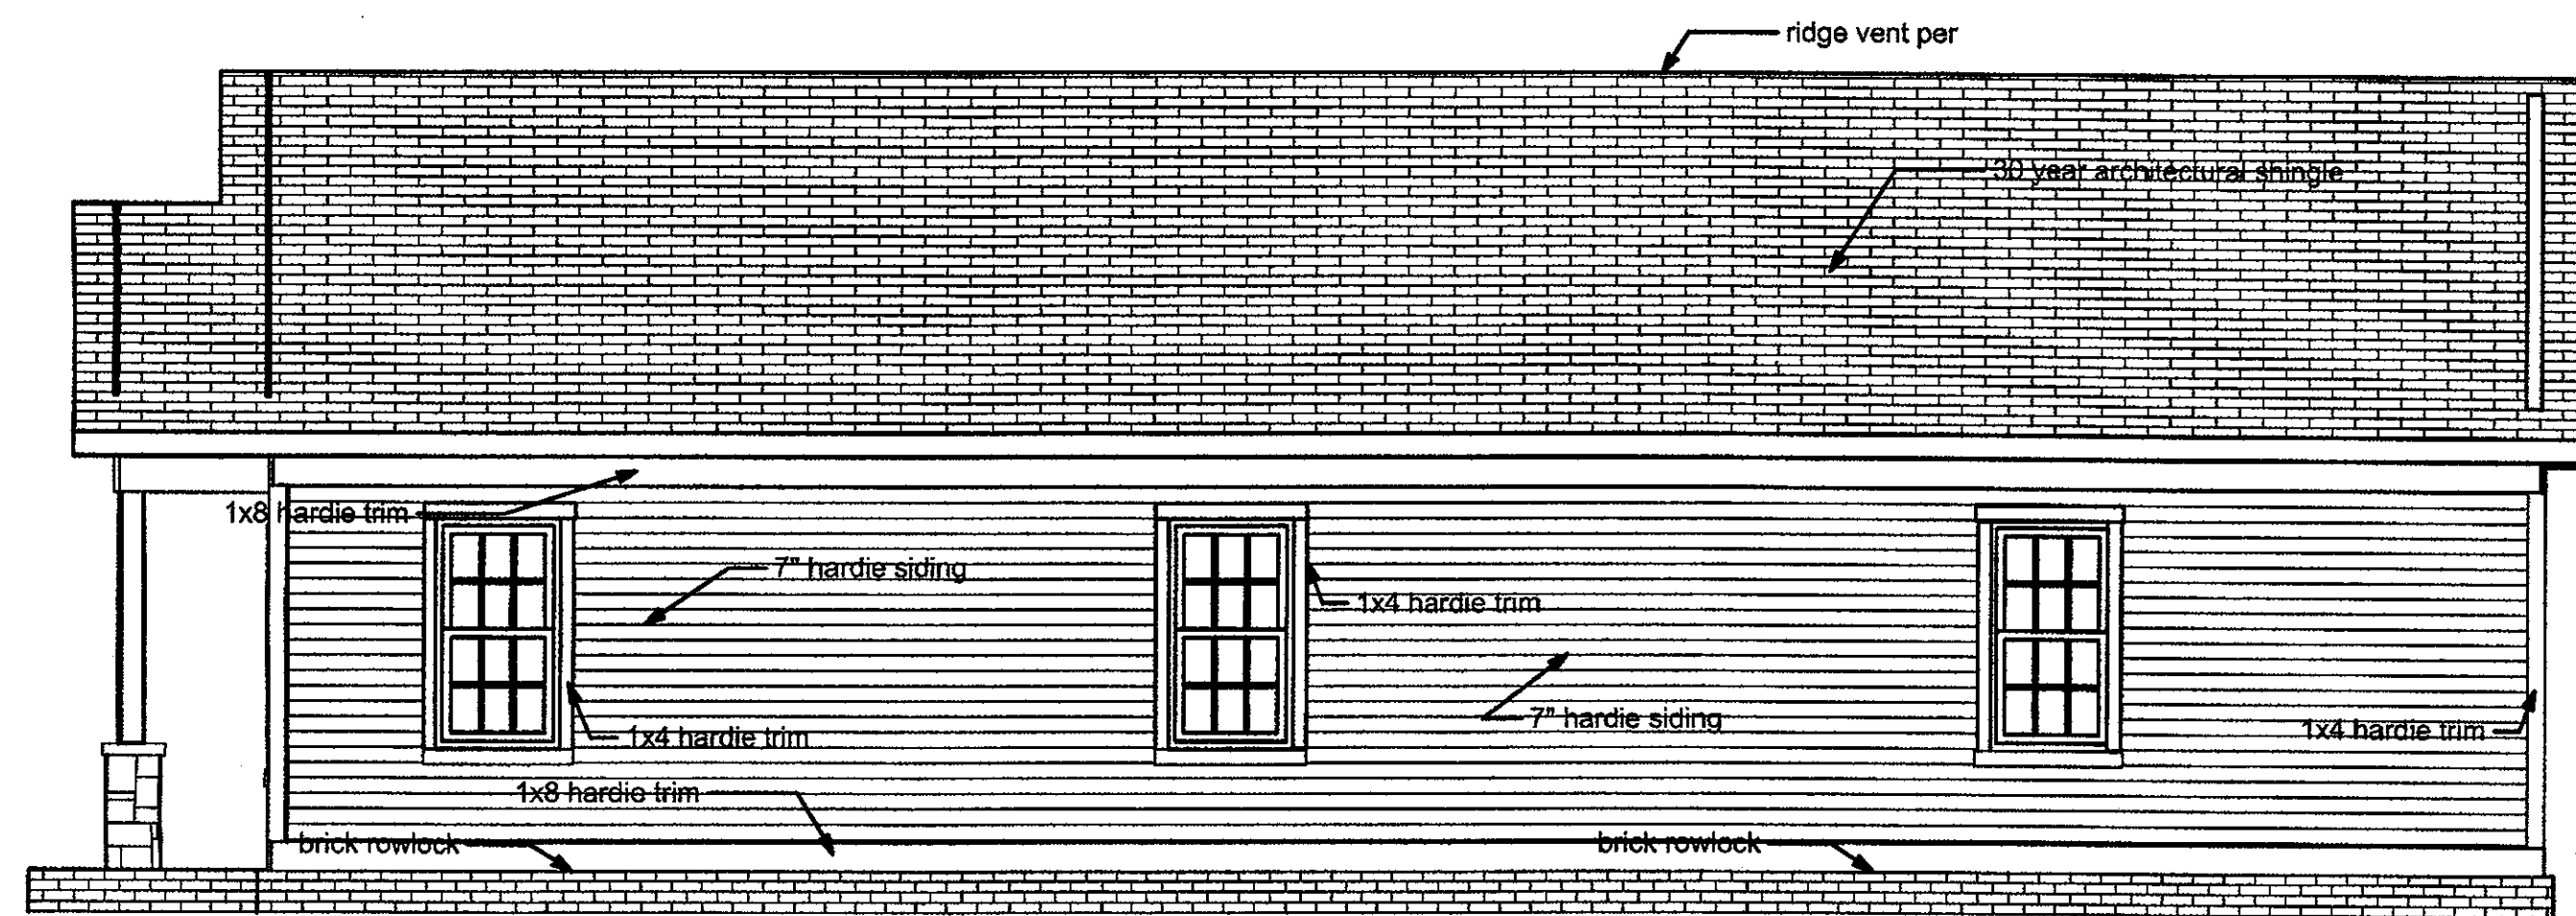 ridge vent per
30 year architectural shingle
1x8 hardie trim
7" hardie siding
1x4 hardie trim
1x4 hardie trim
7" hardie siding
1x4 hardie trim
1x8 hardie trim
brick rowlock
brick rowlock